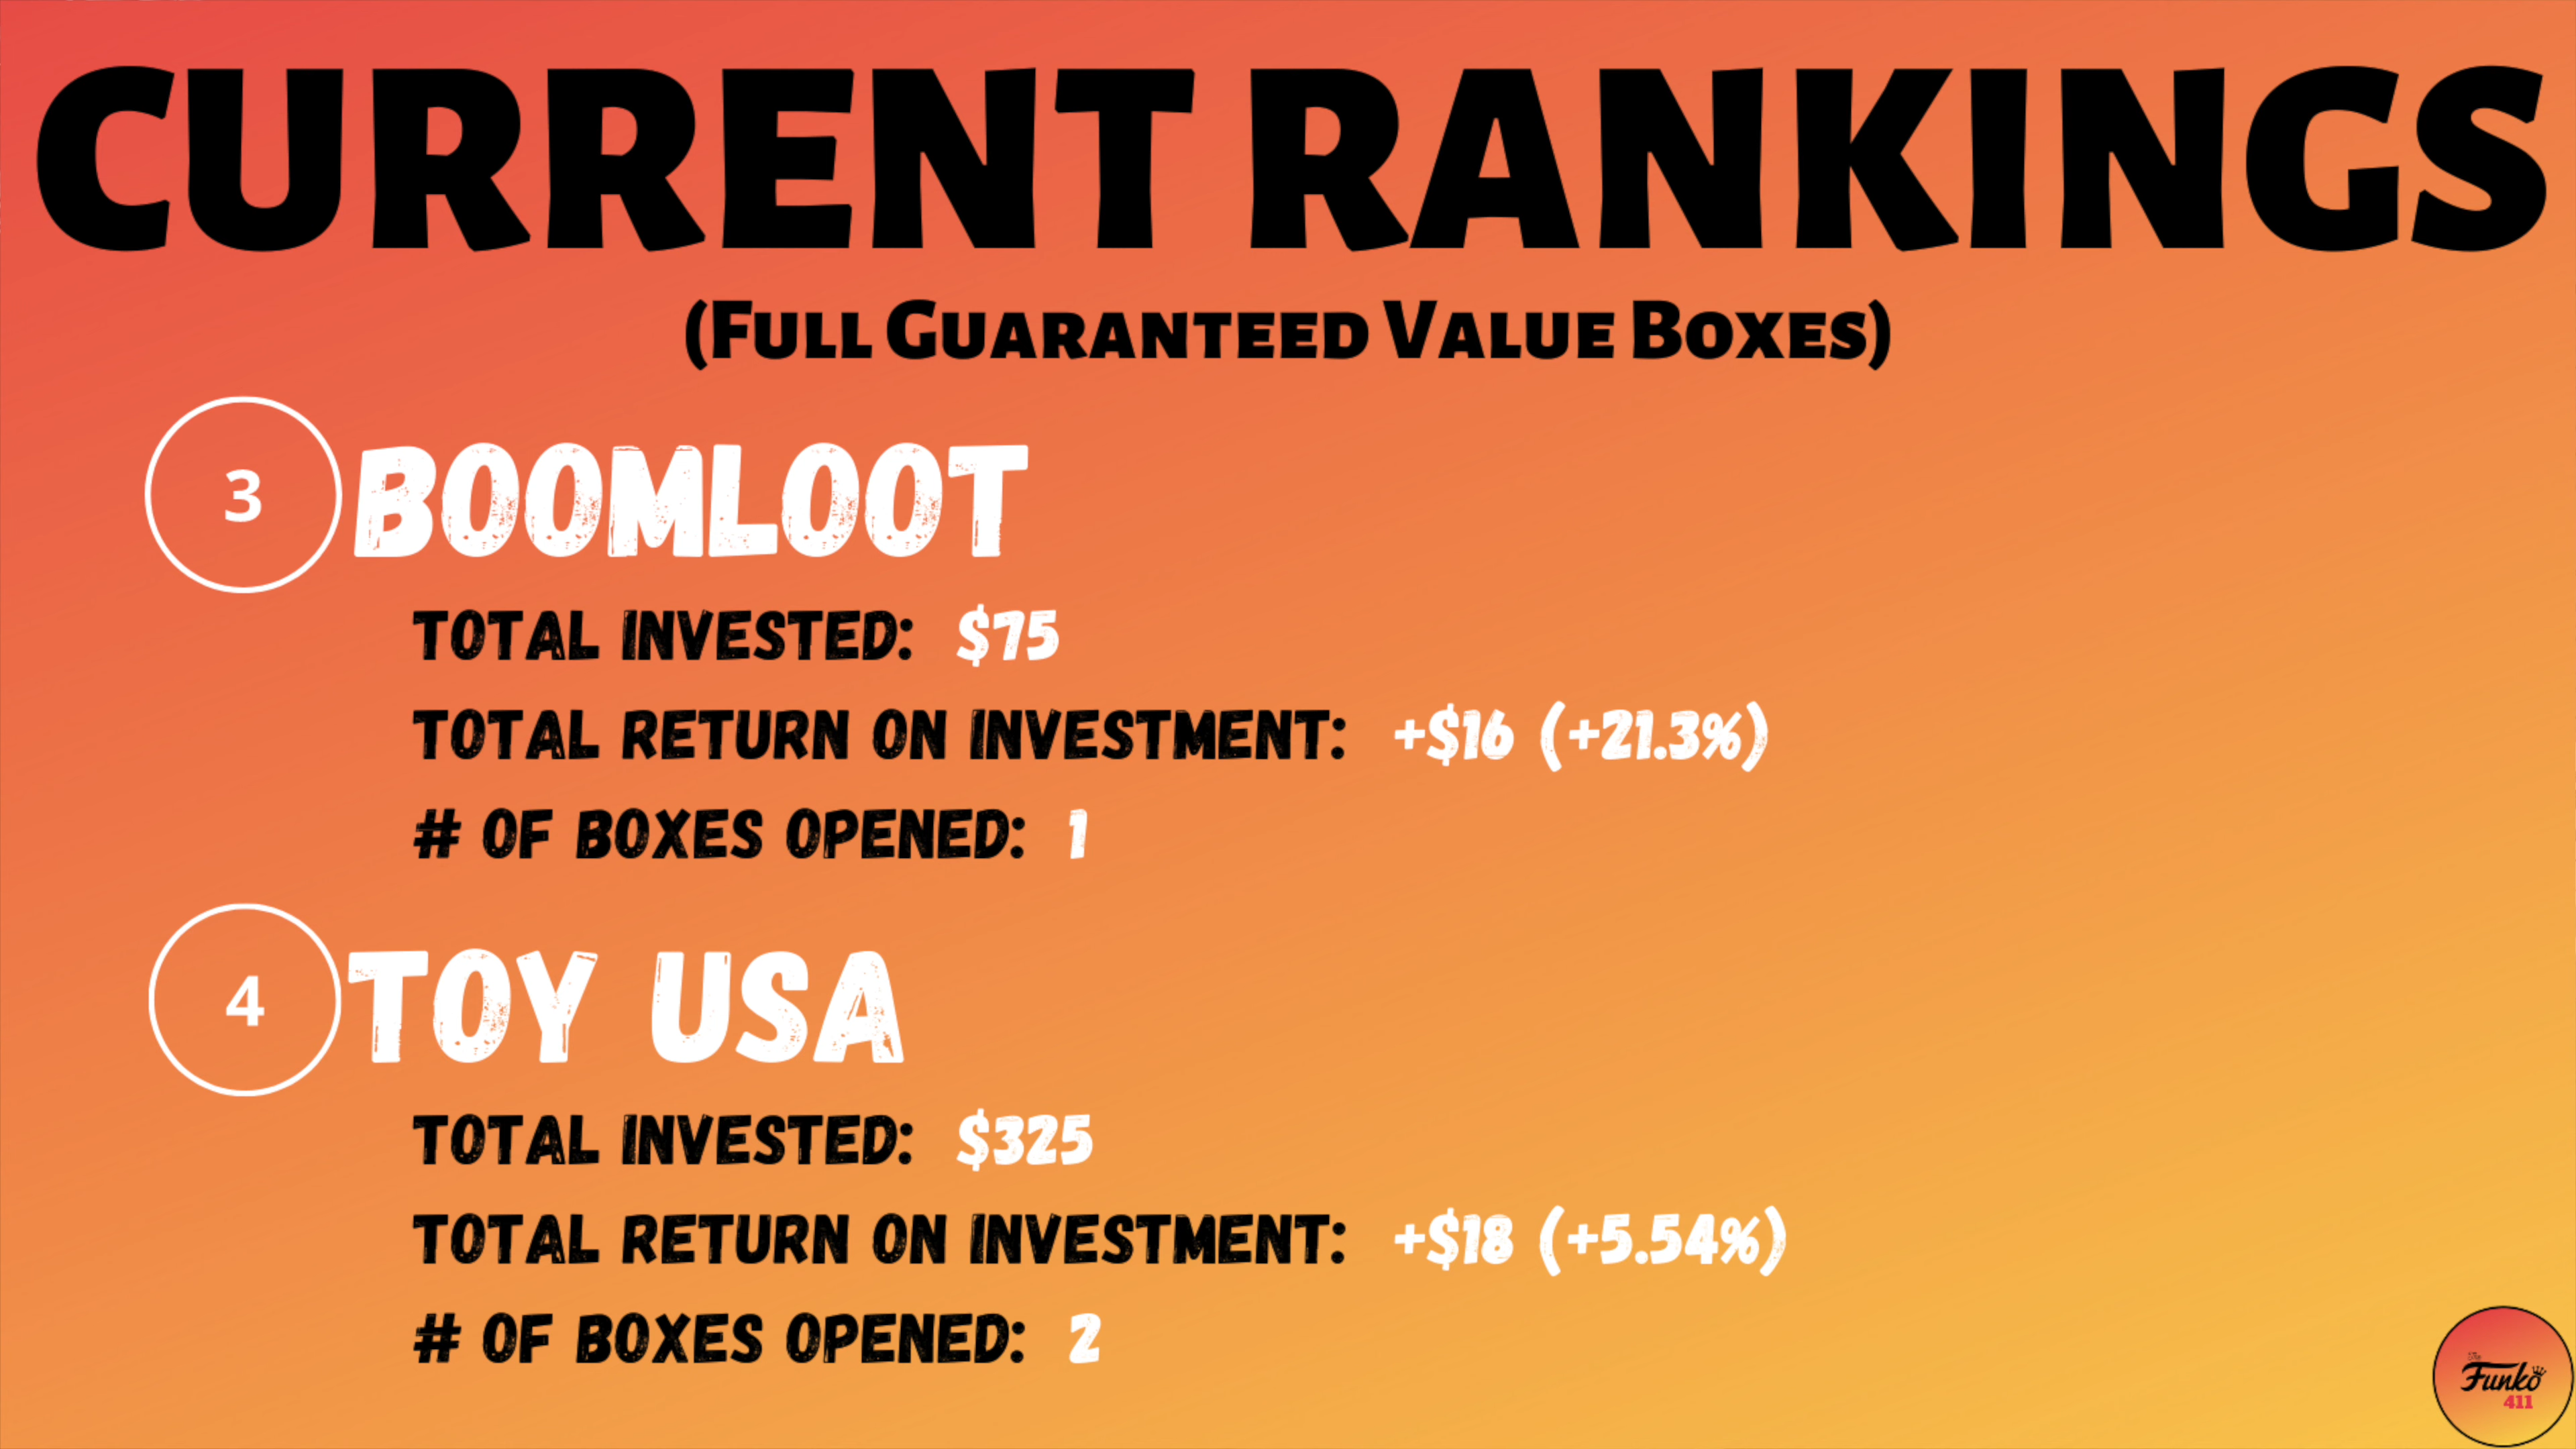 CURRENT RANKINGS
(FULL GUARANTEED VALUE BOXES)
3 BOOMLOOT
TOTAL INVESTED: $75
TOTAL RETURN ON INVESTMENT: +$16 (+21.3%)
# OF BOXES OPENED: 1
4 TOY USA
TOTAL INVESTED: $325
TOTAL RETURN ON INVESTMENT: +$18 (+5.54%)
# OF BOXES OPENED: 2
The
Funko
411